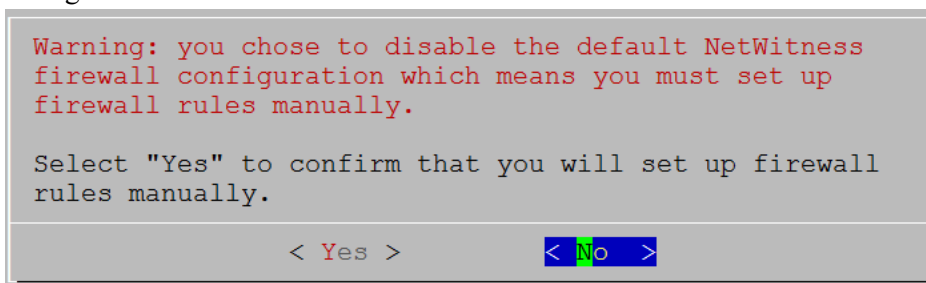 Warning: you chose to disable the default NetWitness
firewall configuration which means you must set up
firewall rules manually.
Select "Yes" to confirm that you will set up firewall
rules manually.
< Yes > < No >